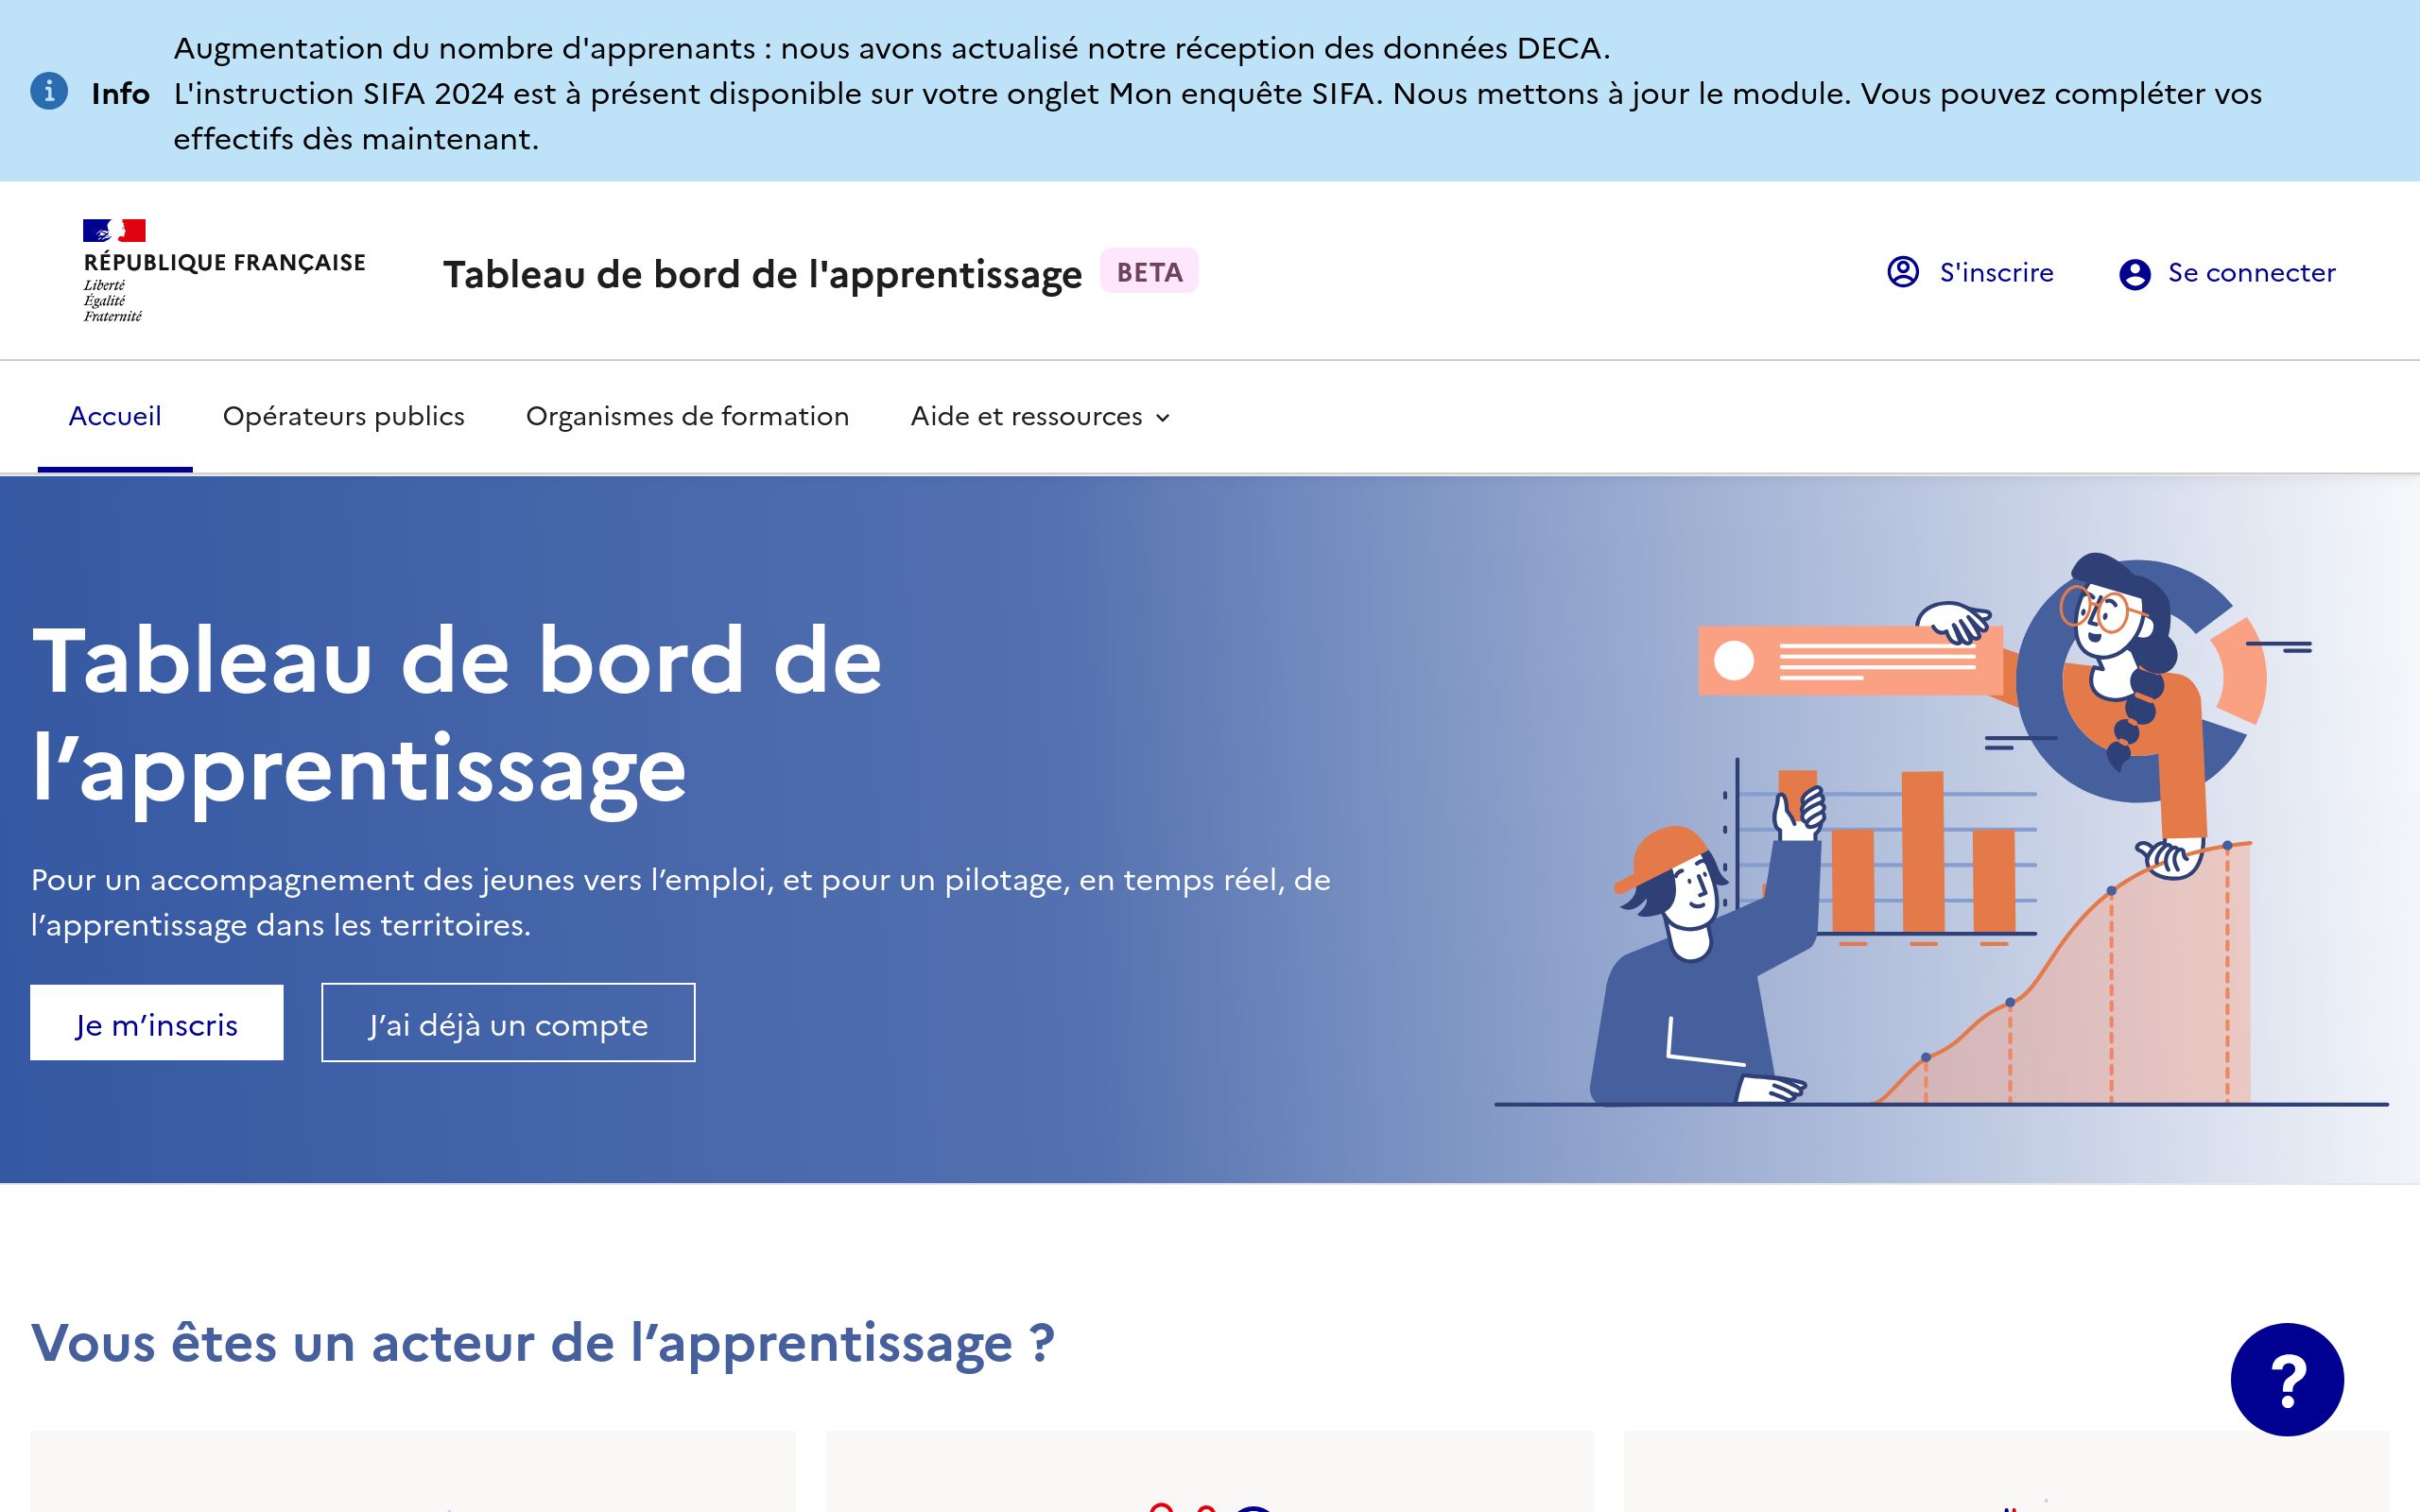 Augmentation du nombre d'apprenants : nous avons actualisé notre réception des données DECA.
Info
L'instruction SIFA 2024 est à présent disponible sur votre onglet Mon enquête SIFA. Nous mettons à jour le module. Vous pouvez compléter vos
effectifs dès maintenant.
RÉPUBLIQUE FRANÇAISE
Liberté
Égalité
Fraternité
Tableau de bord de l'apprentissage
BETA
S'inscrire
Se connecter
Accueil
Opérateurs publics
Organismes de formation
Aide et ressources
Tableau de bord de
l’apprentissage
Pour un accompagnement des jeunes vers l’emploi, et pour un pilotage, en temps réel, de
l’apprentissage dans les territoires.
Je m’inscris
J’ai déjà un compte
Vous êtes un acteur de l’apprentissage ?
?